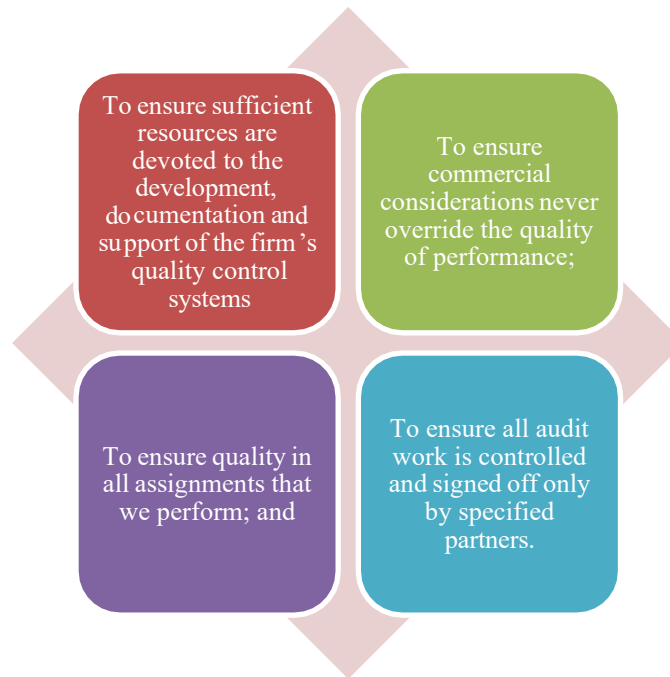 To ensure sufficient
resources are
devoted to the
development,
documentation and
support of the firm's
quality control
systems
To ensure
commercial
considerations never
override the quality
of performance;
To ensure quality in
all assignments that
we perform; and
To ensure all audit
work is controlled
and signed off only
by specified
partners.